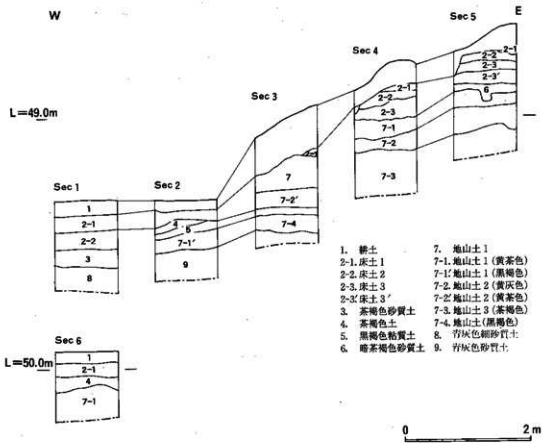 W
E
Sec 5
Sec 4
Sec 3
2-1
2-2
2-3
2-3′
6
2-1
2-2
2-3
7-1
7-2
7-3
L=49.0m
7
7-2′
7-4
Sec 1
Sec 2
1
2-1
2-2
3
8
4
5
7-1′
9
1. 耕土
2-1. 床土1
2-2. 床土2
2-3. 床土3
2-3′. 床土3′
3. 茶褐色砂質土
4. 茶褐色土
5. 黒褐色粘質土
6. 暗茶褐色砂質土
7. 地山土1
7-1. 地山土1(黄茶色)
7-1′. 地山土1(黒褐色)
7-2. 地山土2(黄灰色)
7-2′. 地山土2(黄茶色)
7-3. 地山土3(茶褐色)
7-4. 地山土(黒褐色)
8. 青灰色細砂質土
9. 青灰色砂質土
Sec 6
L=50.0m
1
2-1
4
7-1
0
2 m